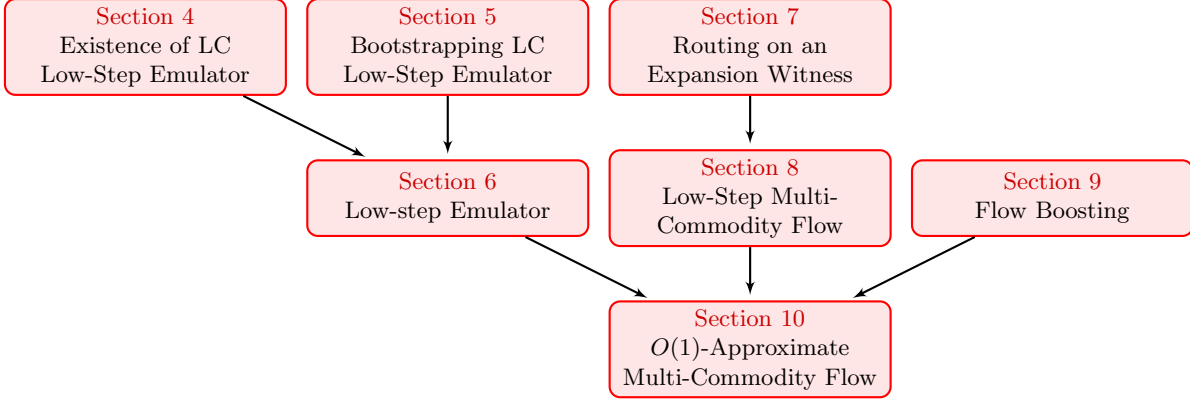 Section 4
Existence of LC
Low-Step Emulator
Section 5
Bootstrapping LC
Low-Step Emulator
Section 7
Routing on an
Expansion Witness
Section 6
Low-step Emulator
Section 8
Low-Step Multi-
Commodity Flow
Section 9
Flow Boosting
Section 10
O(1)-Approximate
Multi-Commodity Flow